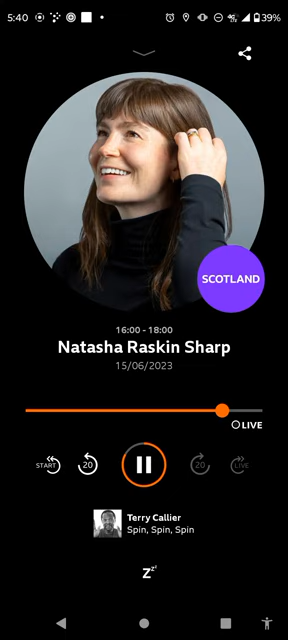 5:40
39%
SCOTLAND
16:00 - 18:00
Natasha Raskin Sharp
15/06/2023
LIVE
START 20 20 LIVE
Terry Callier
Spin, Spin, Spin
Zzz